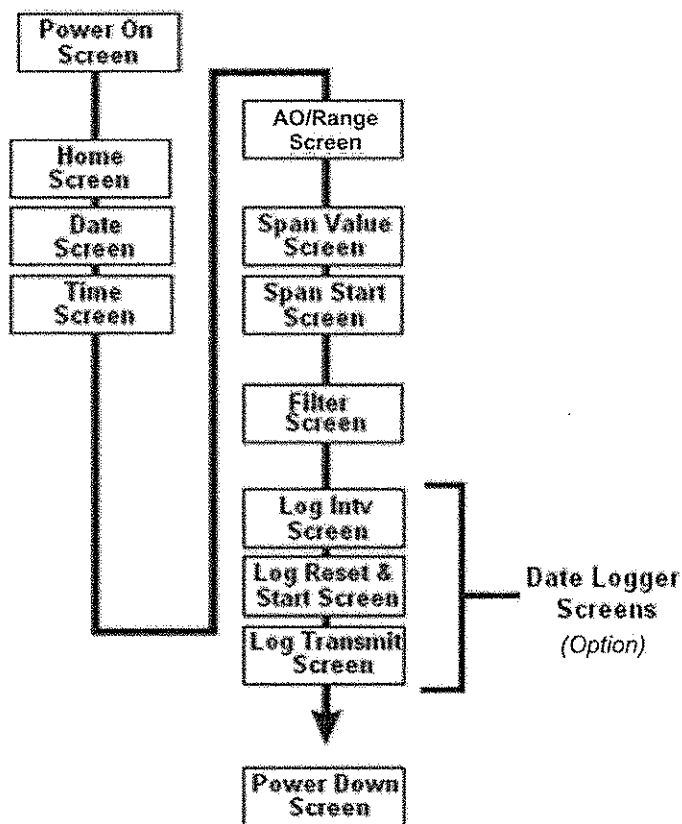 Power On
Screen
Home
Screen
Date
Screen
Time
Screen
AO/Range
Screen
Span Value
Screen
Span Start
Screen
Filter
Screen
Log Intv
Screen
Log Reset &
Start Screen
Log Transmit
Screen
Date Logger
Screens
(Option)
Power Down
Screen